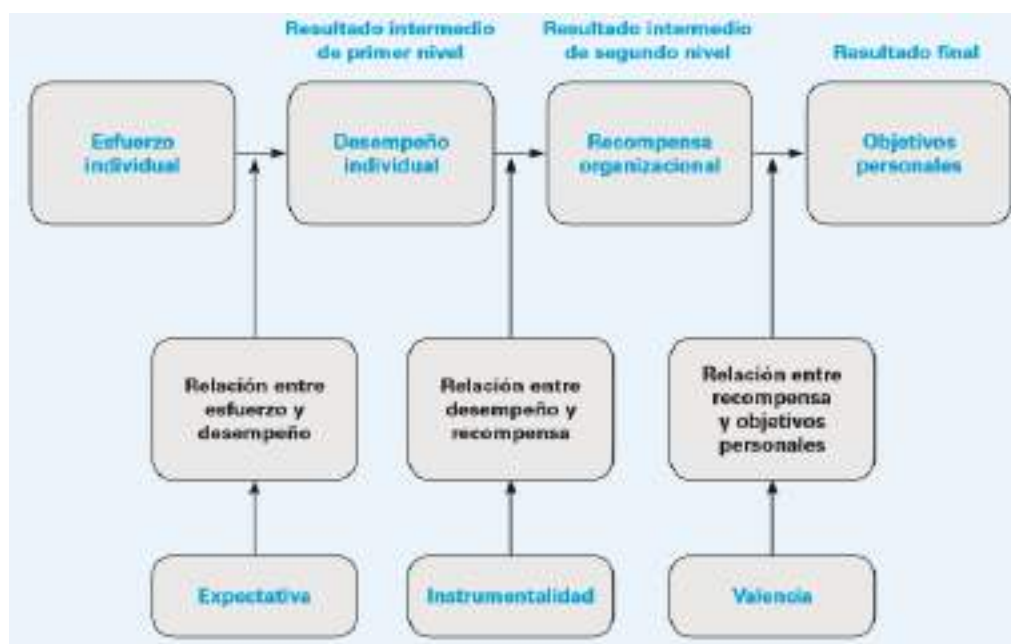 Resultado intermedio
de primer nivel
Resultado intermedio
de segundo nivel
Resultado final
Esfuerzo
individual
Desempeño
individual
Recompensa
organizacional
Objetivos
personales
Relación entre
esfuerzo y
desempeño
Relación entre
desempeño y
recompensa
Relación entre
recompensa
y objetivos
personales
Expectativa
Instrumentalidad
Valencia